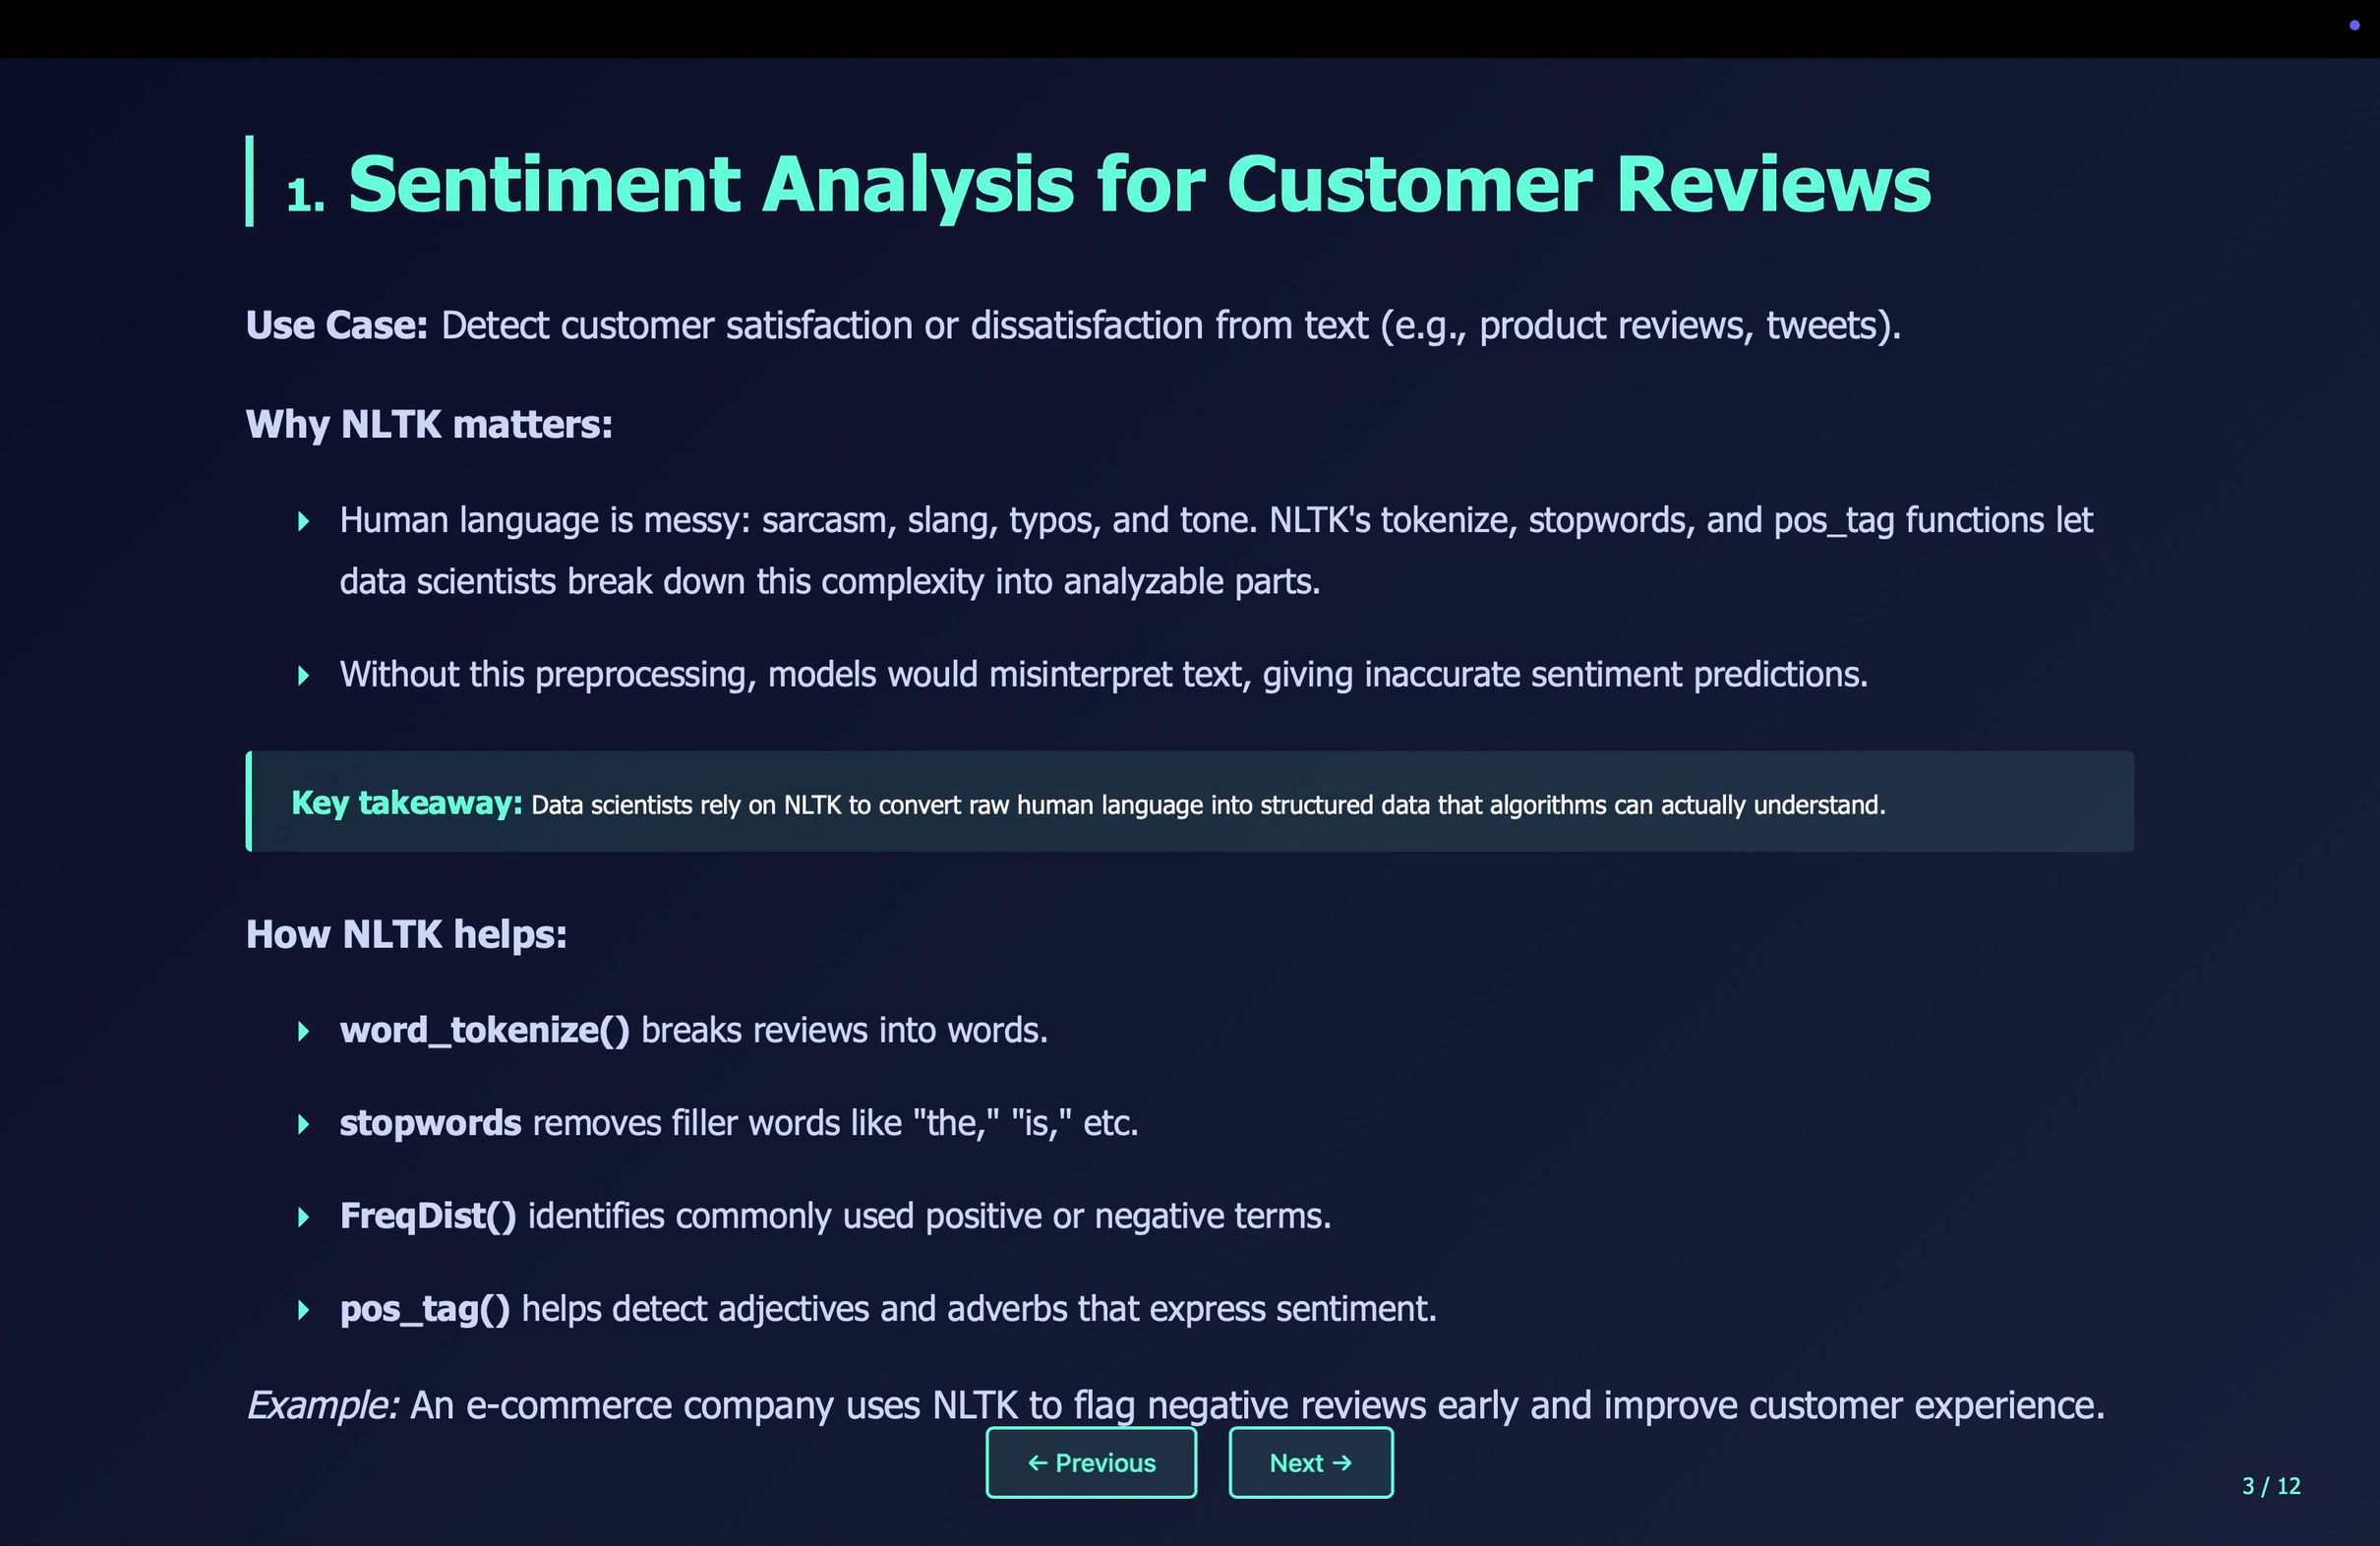 1. Sentiment Analysis for Customer Reviews
Use Case: Detect customer satisfaction or dissatisfaction from text (e.g., product reviews, tweets).
Why NLTK matters:
Human language is messy: sarcasm, slang, typos, and tone. NLTK's tokenize, stopwords, and pos_tag functions let
data scientists break down this complexity into analyzable parts.
Without this preprocessing, models would misinterpret text, giving inaccurate sentiment predictions.
Key takeaway: Data scientists rely on NLTK to convert raw human language into structured data that algorithms can actually understand.
How NLTK helps:
word_tokenize() breaks reviews into words.
stopwords removes filler words like "the," "is," etc.
FreqDist() identifies commonly used positive or negative terms.
pos_tag() helps detect adjectives and adverbs that express sentiment.
Example: An e-commerce company uses NLTK to flag negative reviews early and improve customer experience.
← Previous
Next →
3 / 12